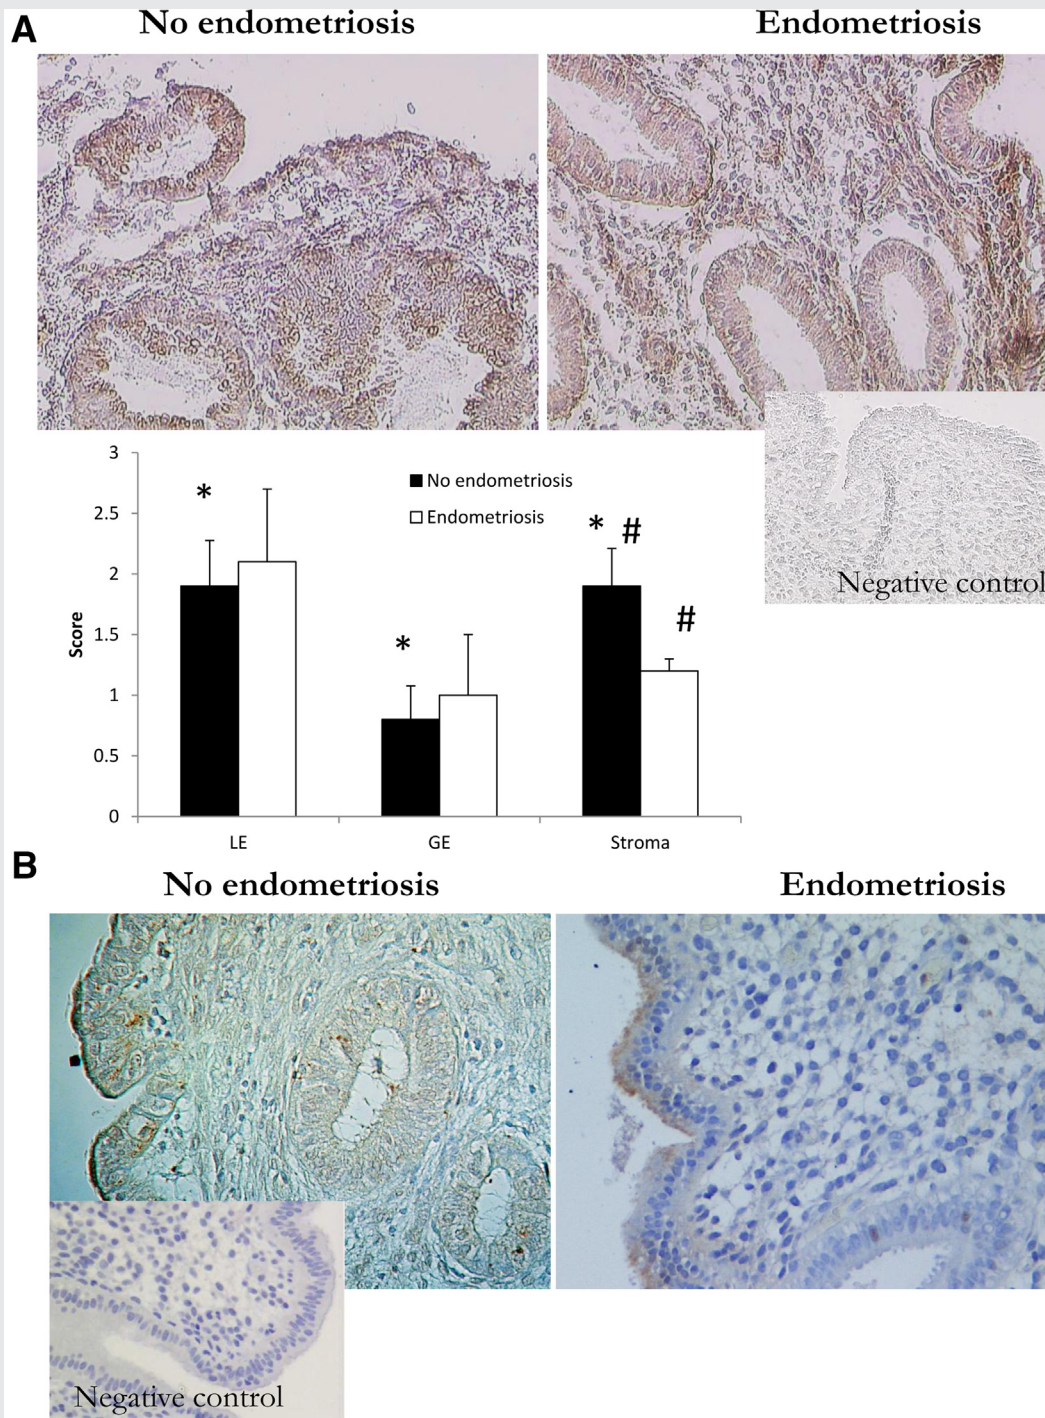 A
No endometriosis
Endometriosis
Negative control
3
2.5
2
1.5
1
0.5
0
Score
* 
No endometriosis
Endometriosis
*
* #
#
LE
GE
Stroma
B
No endometriosis
Endometriosis
Negative control